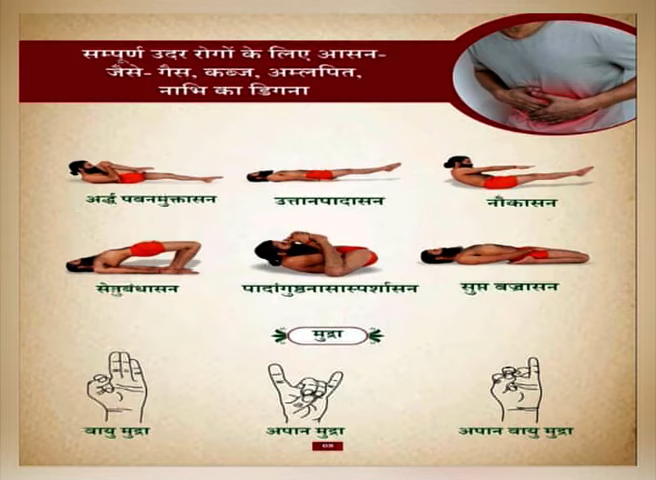 सम्पूर्ण उदर रोगों के लिए आसन-
जैसे- गैस, कब्ज, अम्लपित,
नाभि का डिगना
अर्द्ध पवनमुक्तासन
उत्तानपादासन
नौकासन
सेतुबंधासन
पादांगुष्ठनासास्पर्शासन
सुप्त वज्रासन
मुद्रा
वायु मुद्रा
अपान मुद्रा
अपान वायु मुद्रा